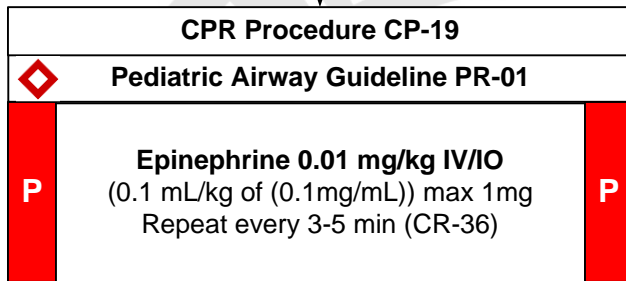 CPR Procedure CP-19
Pediatric Airway Guideline PR-01
P
Epinephrine 0.01 mg/kg IV/IO
(0.1 mL/kg of (0.1mg/mL)) max 1mg
Repeat every 3-5 min (CR-36)
P